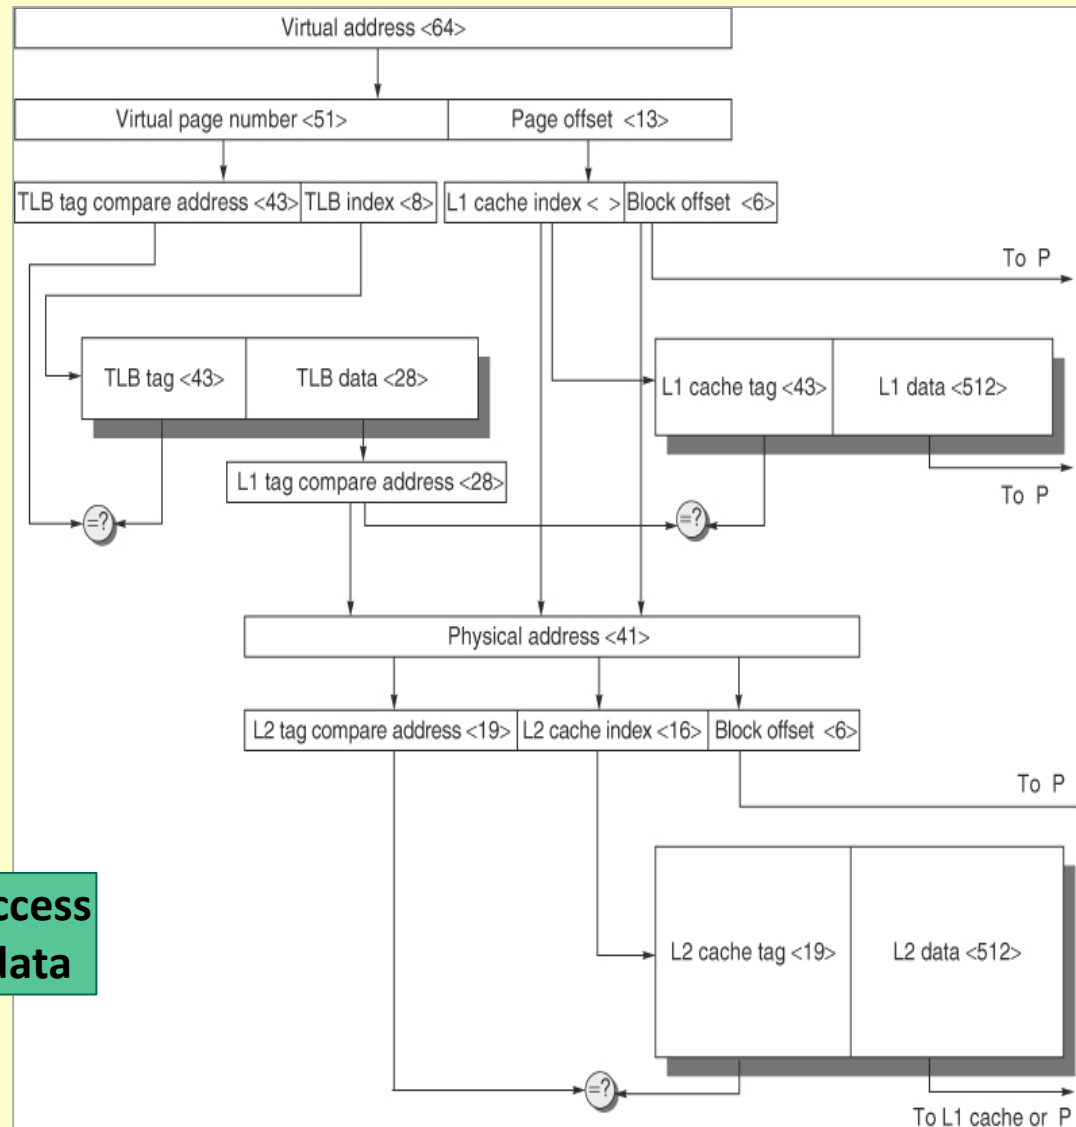 Virtual address <64>
Virtual page number <51>
Page offset <13>
TLB tag compare address <43>
TLB index <8>
L1 cache index < >
Block offset <6>
To P
TLB tag <43>
TLB data <28>
L1 cache tag <43>
L1 data <512>
L1 tag compare address <28>
To P
=?
=?
Physical address <41>
L2 tag compare address <19>
L2 cache index <16>
Block offset <6>
To P
ccess
data
L2 cache tag <19>
L2 data <512>
=?
To L1 cache or P